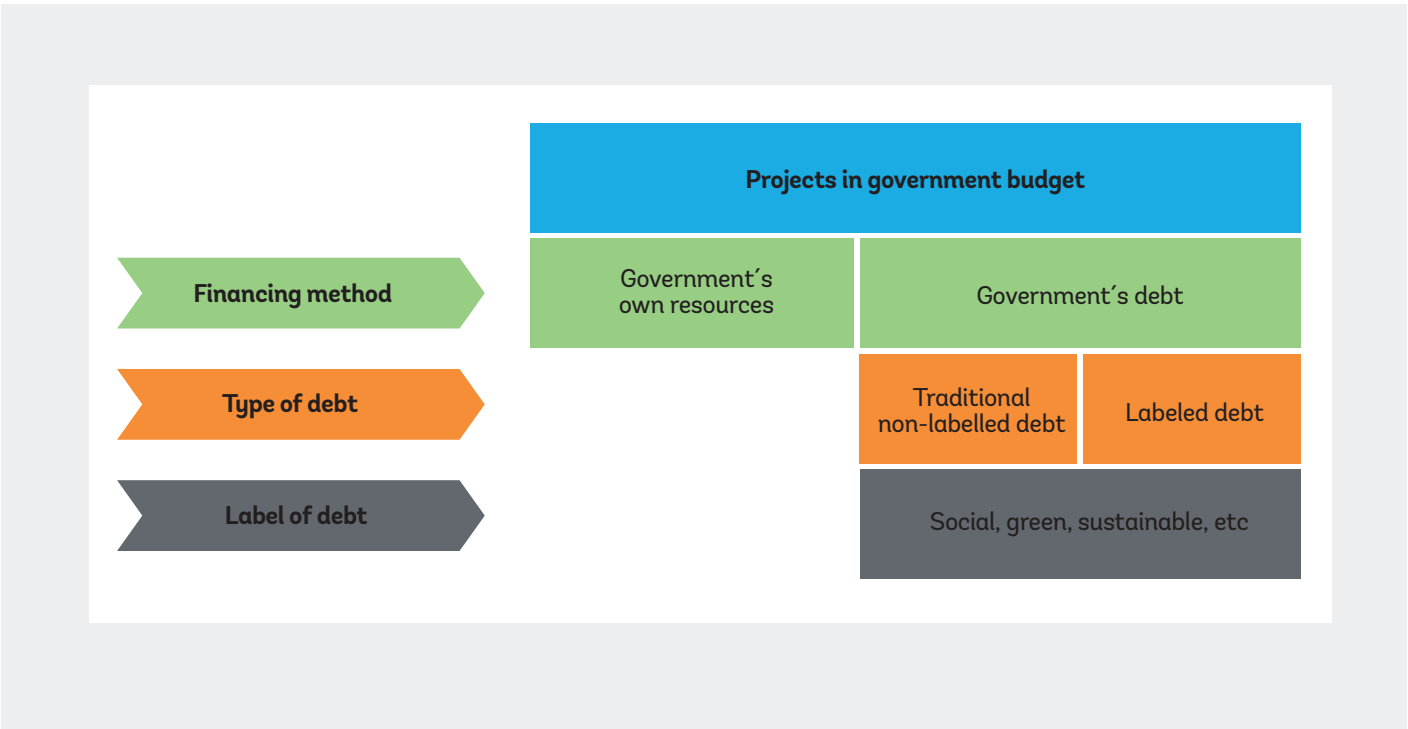 Projects in government budget
Financing method
Government´s
own resources
Government´s debt
Type of debt
Traditional
non-labelled debt
Labeled debt
Label of debt
Social, green, sustainable, etc